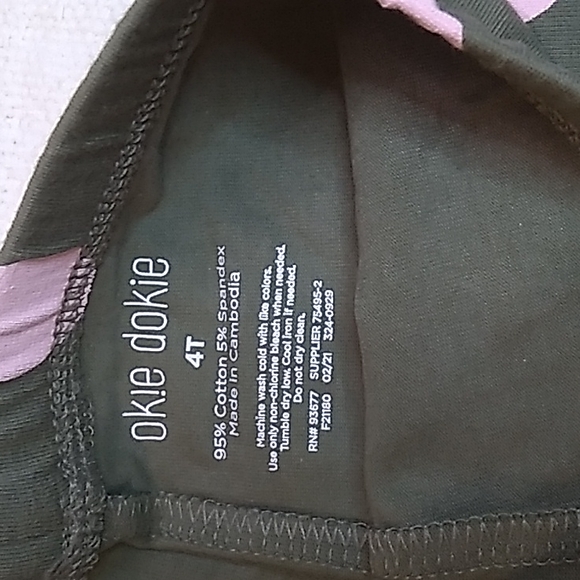 okie dokie
4T
95% Cotton 5% Spandex
Made in Cambodia
Machine wash cold with like colors.
Use only non-chlorine bleach when needed.
Tumble dry low. Cool iron if needed.
Do not dry clean.
RN# 93677 SUPPLIER 75495-2
F21180 02/21 324-0929